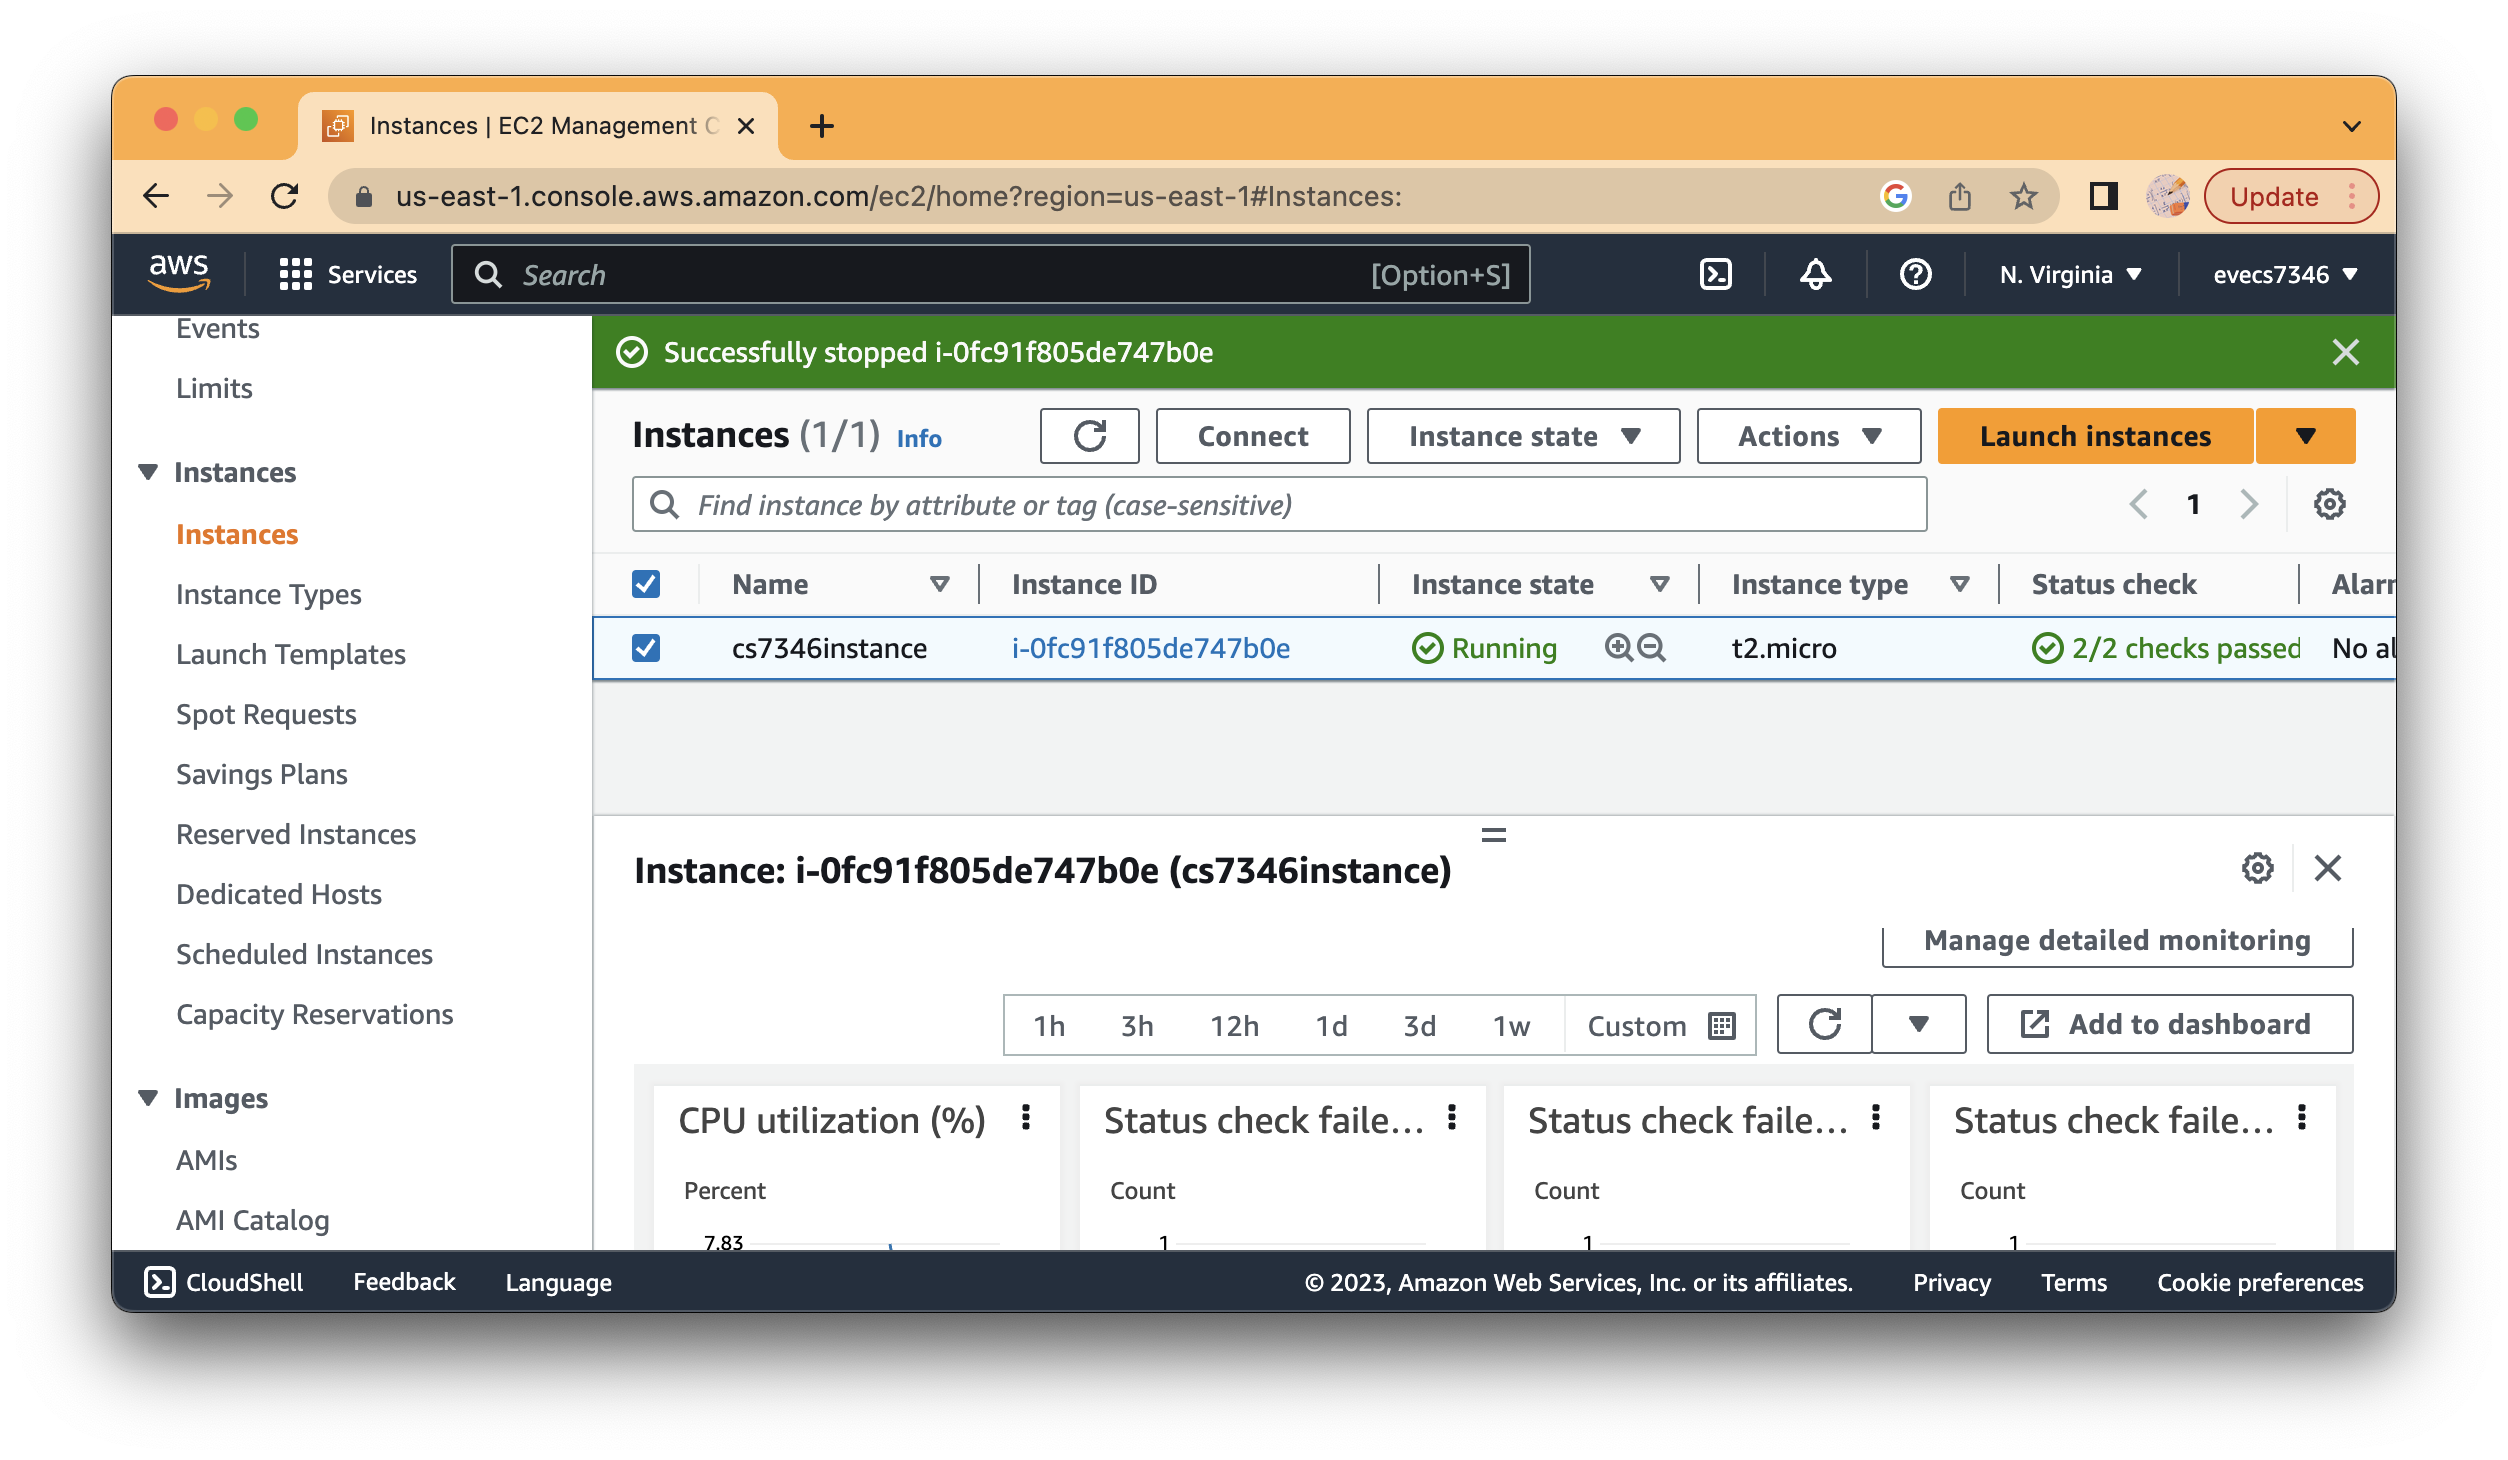 Instances | EC2 Management C
us-east-1.console.aws.amazon.com/ec2/home?region=us-east-1#Instances:
Update
aws
Services
Search
[Option+S]
N. Virginia
evecs7346
Events
Limits
Instances
Instances
Instance Types
Launch Templates
Spot Requests
Savings Plans
Reserved Instances
Dedicated Hosts
Scheduled Instances
Capacity Reservations
Images
AMIs
AMI Catalog
Successfully stopped i-0fc91f805de747b0e
Instances (1/1) Info
Connect
Instance state
Actions
Launch instances
Find instance by attribute or tag (case-sensitive)
1
Name Instance ID Instance state Instance type Status check Alarr
cs7346instance i-0fc91f805de747b0e Running t2.micro 2/2 checks passed No al
Instance: i-0fc91f805de747b0e (cs7346instance)
Manage detailed monitoring
1h 3h 12h 1d 3d 1w Custom
Add to dashboard
CPU utilization (%)
Percent
7.83
Status check faile...
Count
1
Status check faile...
Count
1
Status check faile...
Count
1
CloudShell Feedback Language
© 2023, Amazon Web Services, Inc. or its affiliates. Privacy Terms Cookie preferences